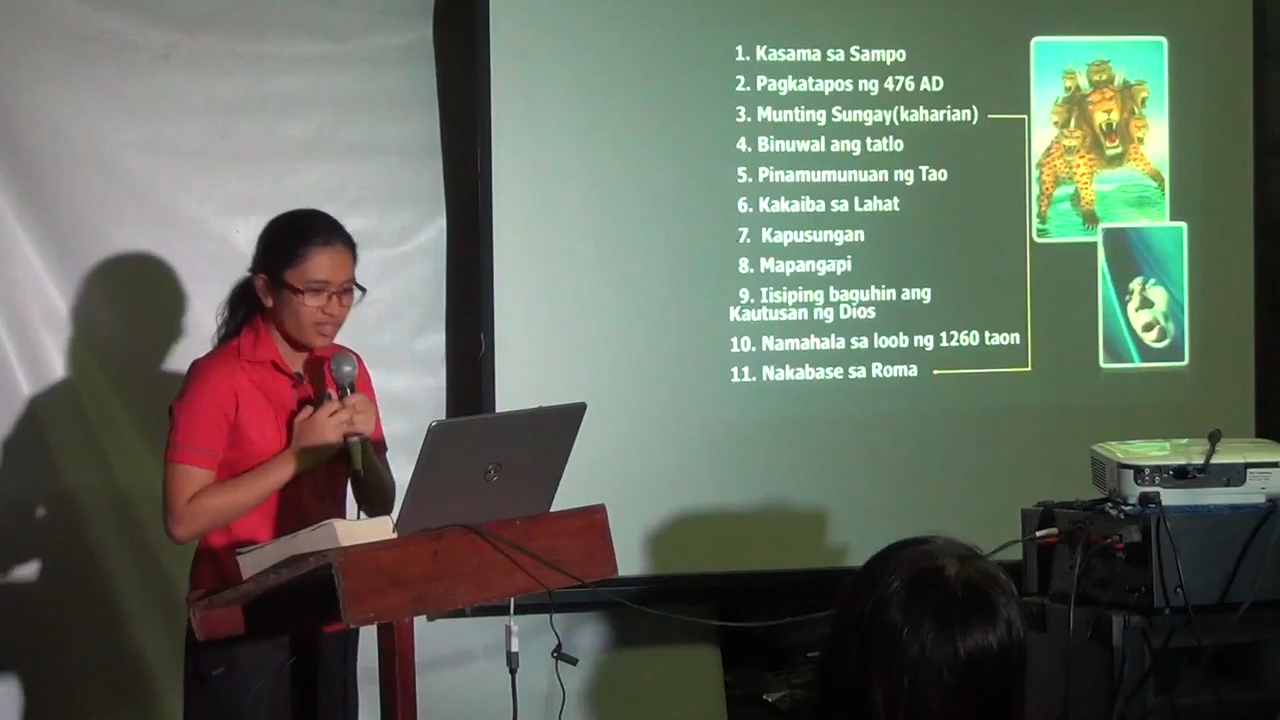 1. Kasama sa Sampo
2. Pagkatapos ng 476 AD
3. Munting Sungay(kaharian)
4. Binuwal ang tatlo
5. Pinamumunuan ng Tao
6. Kakaiba sa Lahat
7. Kapusungan
8. Mapangapi
9. Iisiping baguhin ang
Kautusan ng Dios
10. Namahala sa loob ng 1260 taon
11. Nakabase sa Roma